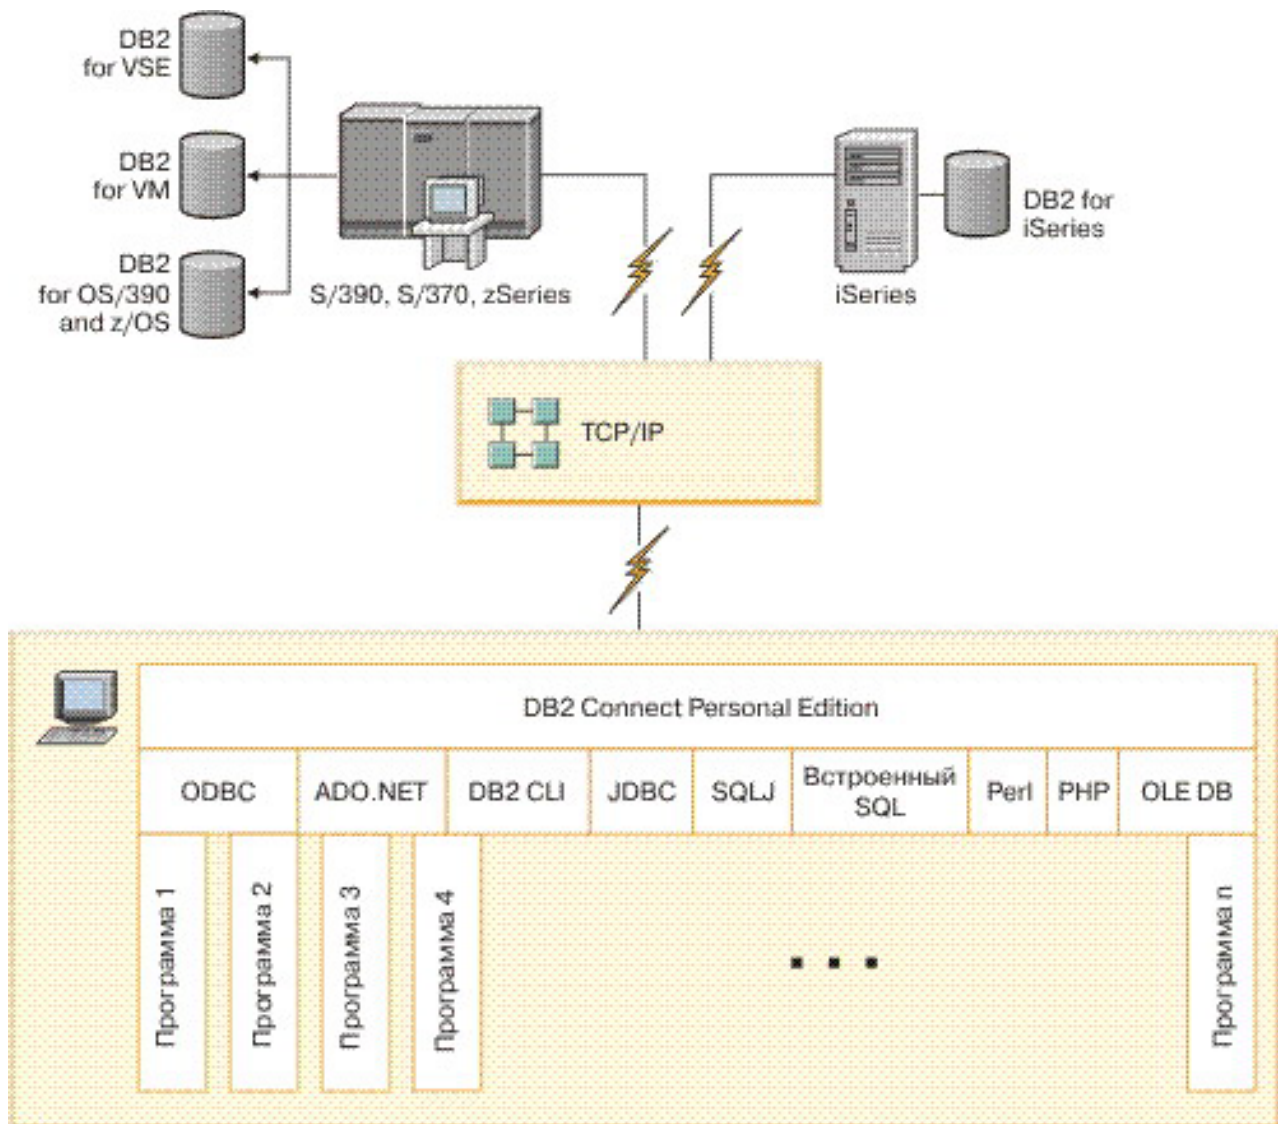 DB2
for VSE
DB2
for VM
DB2
for OS/390
and z/OS
S/390, S/370, zSeries
iSeries
DB2 for
iSeries
TCP/IP
DB2 Connect Personal Edition
ODBC
ADO.NET
DB2 CLI
JDBC
SQLJ
Встроенный
SQL
Perl
PHP
OLE DB
Программа 1
Программа 2
Программа 3
Программа 4
. . .
Программа n